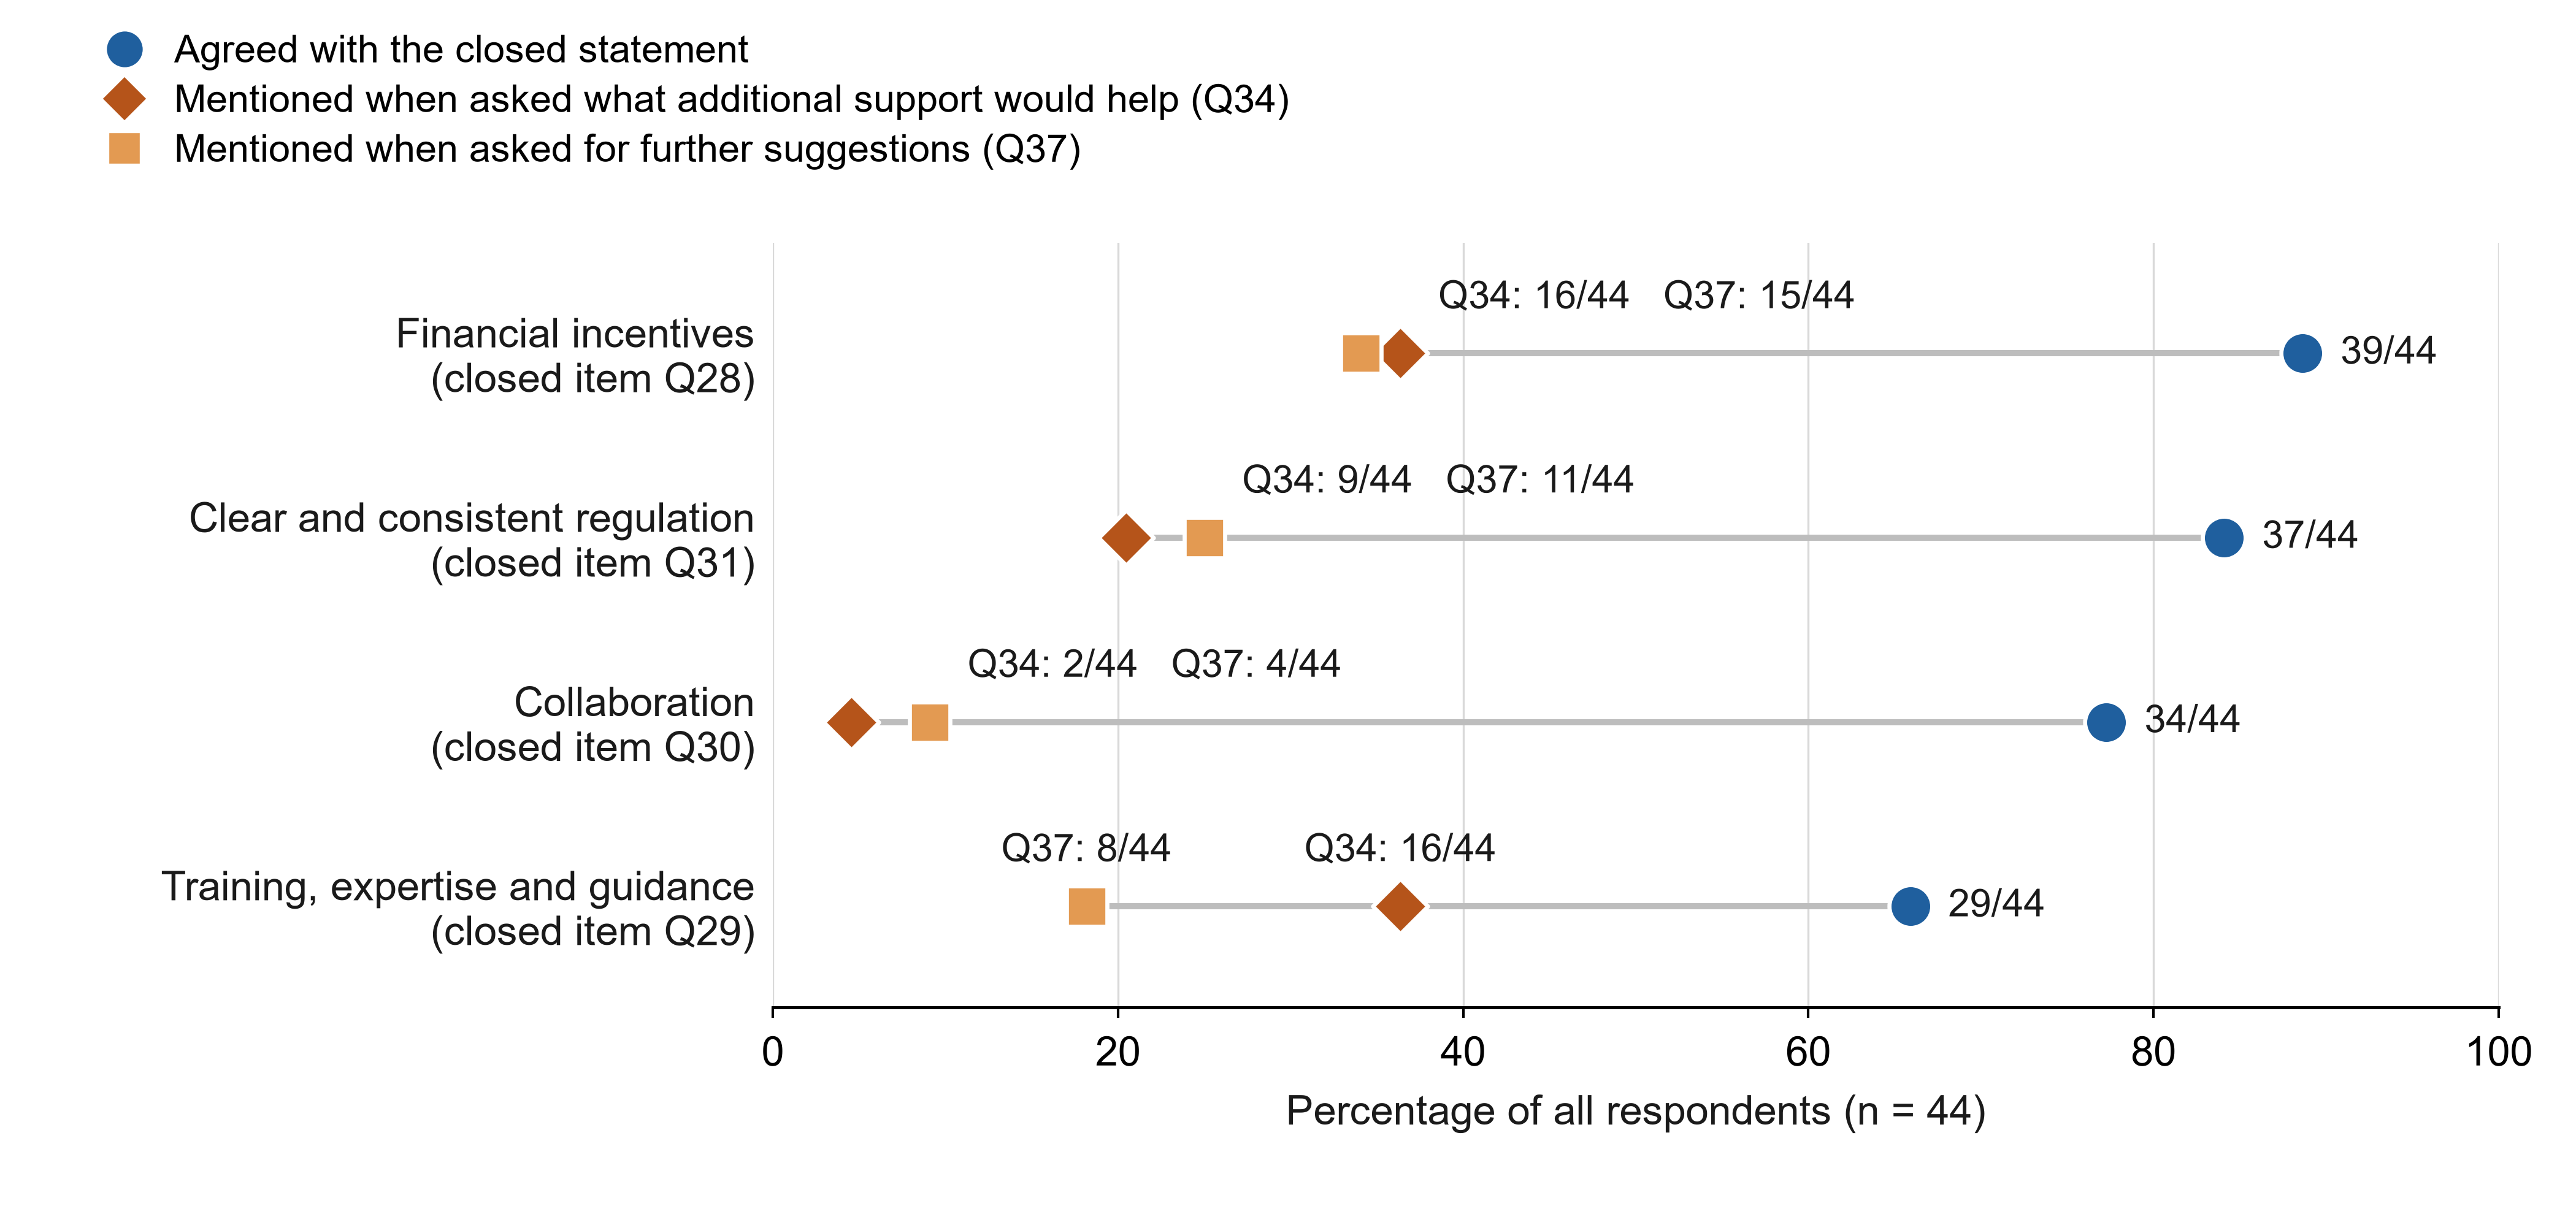 Agreed with the closed statement
Mentioned when asked what additional support would help (Q34)
Mentioned when asked for further suggestions (Q37)
Q34: 16/44 Q37: 15/44
Financial incentives
(closed item Q28)
39/44
Q34: 9/44 Q37: 11/44
Clear and consistent regulation
(closed item Q31)
37/44
Q34: 2/44 Q37: 4/44
Collaboration
(closed item Q30)
34/44
Q37: 8/44 Q34: 16/44
Training, expertise and guidance
(closed item Q29)
29/44
0 20 40 60 80 100
Percentage of all respondents (n = 44)